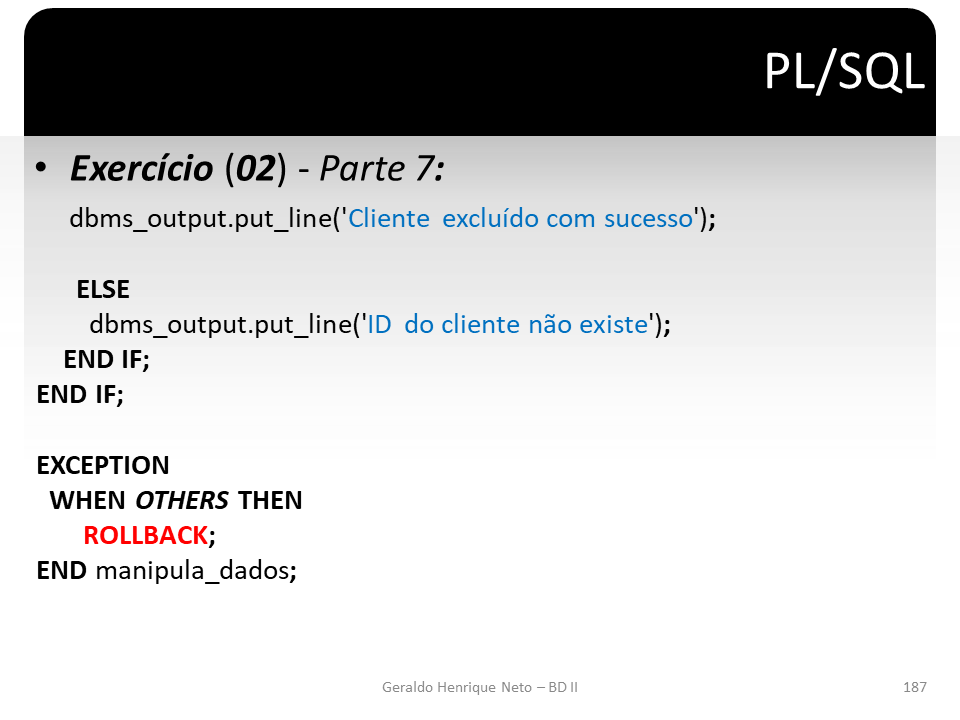 PL/SQL
• Exercício (02) - Parte 7:
dbms_output.put_line('Cliente excluído com sucesso');
ELSE
dbms_output.put_line('ID do cliente não existe');
END IF;
END IF;
EXCEPTION
WHEN OTHERS THEN
ROLLBACK;
END manipula_dados;
Geraldo Henrique Neto – BD II
187